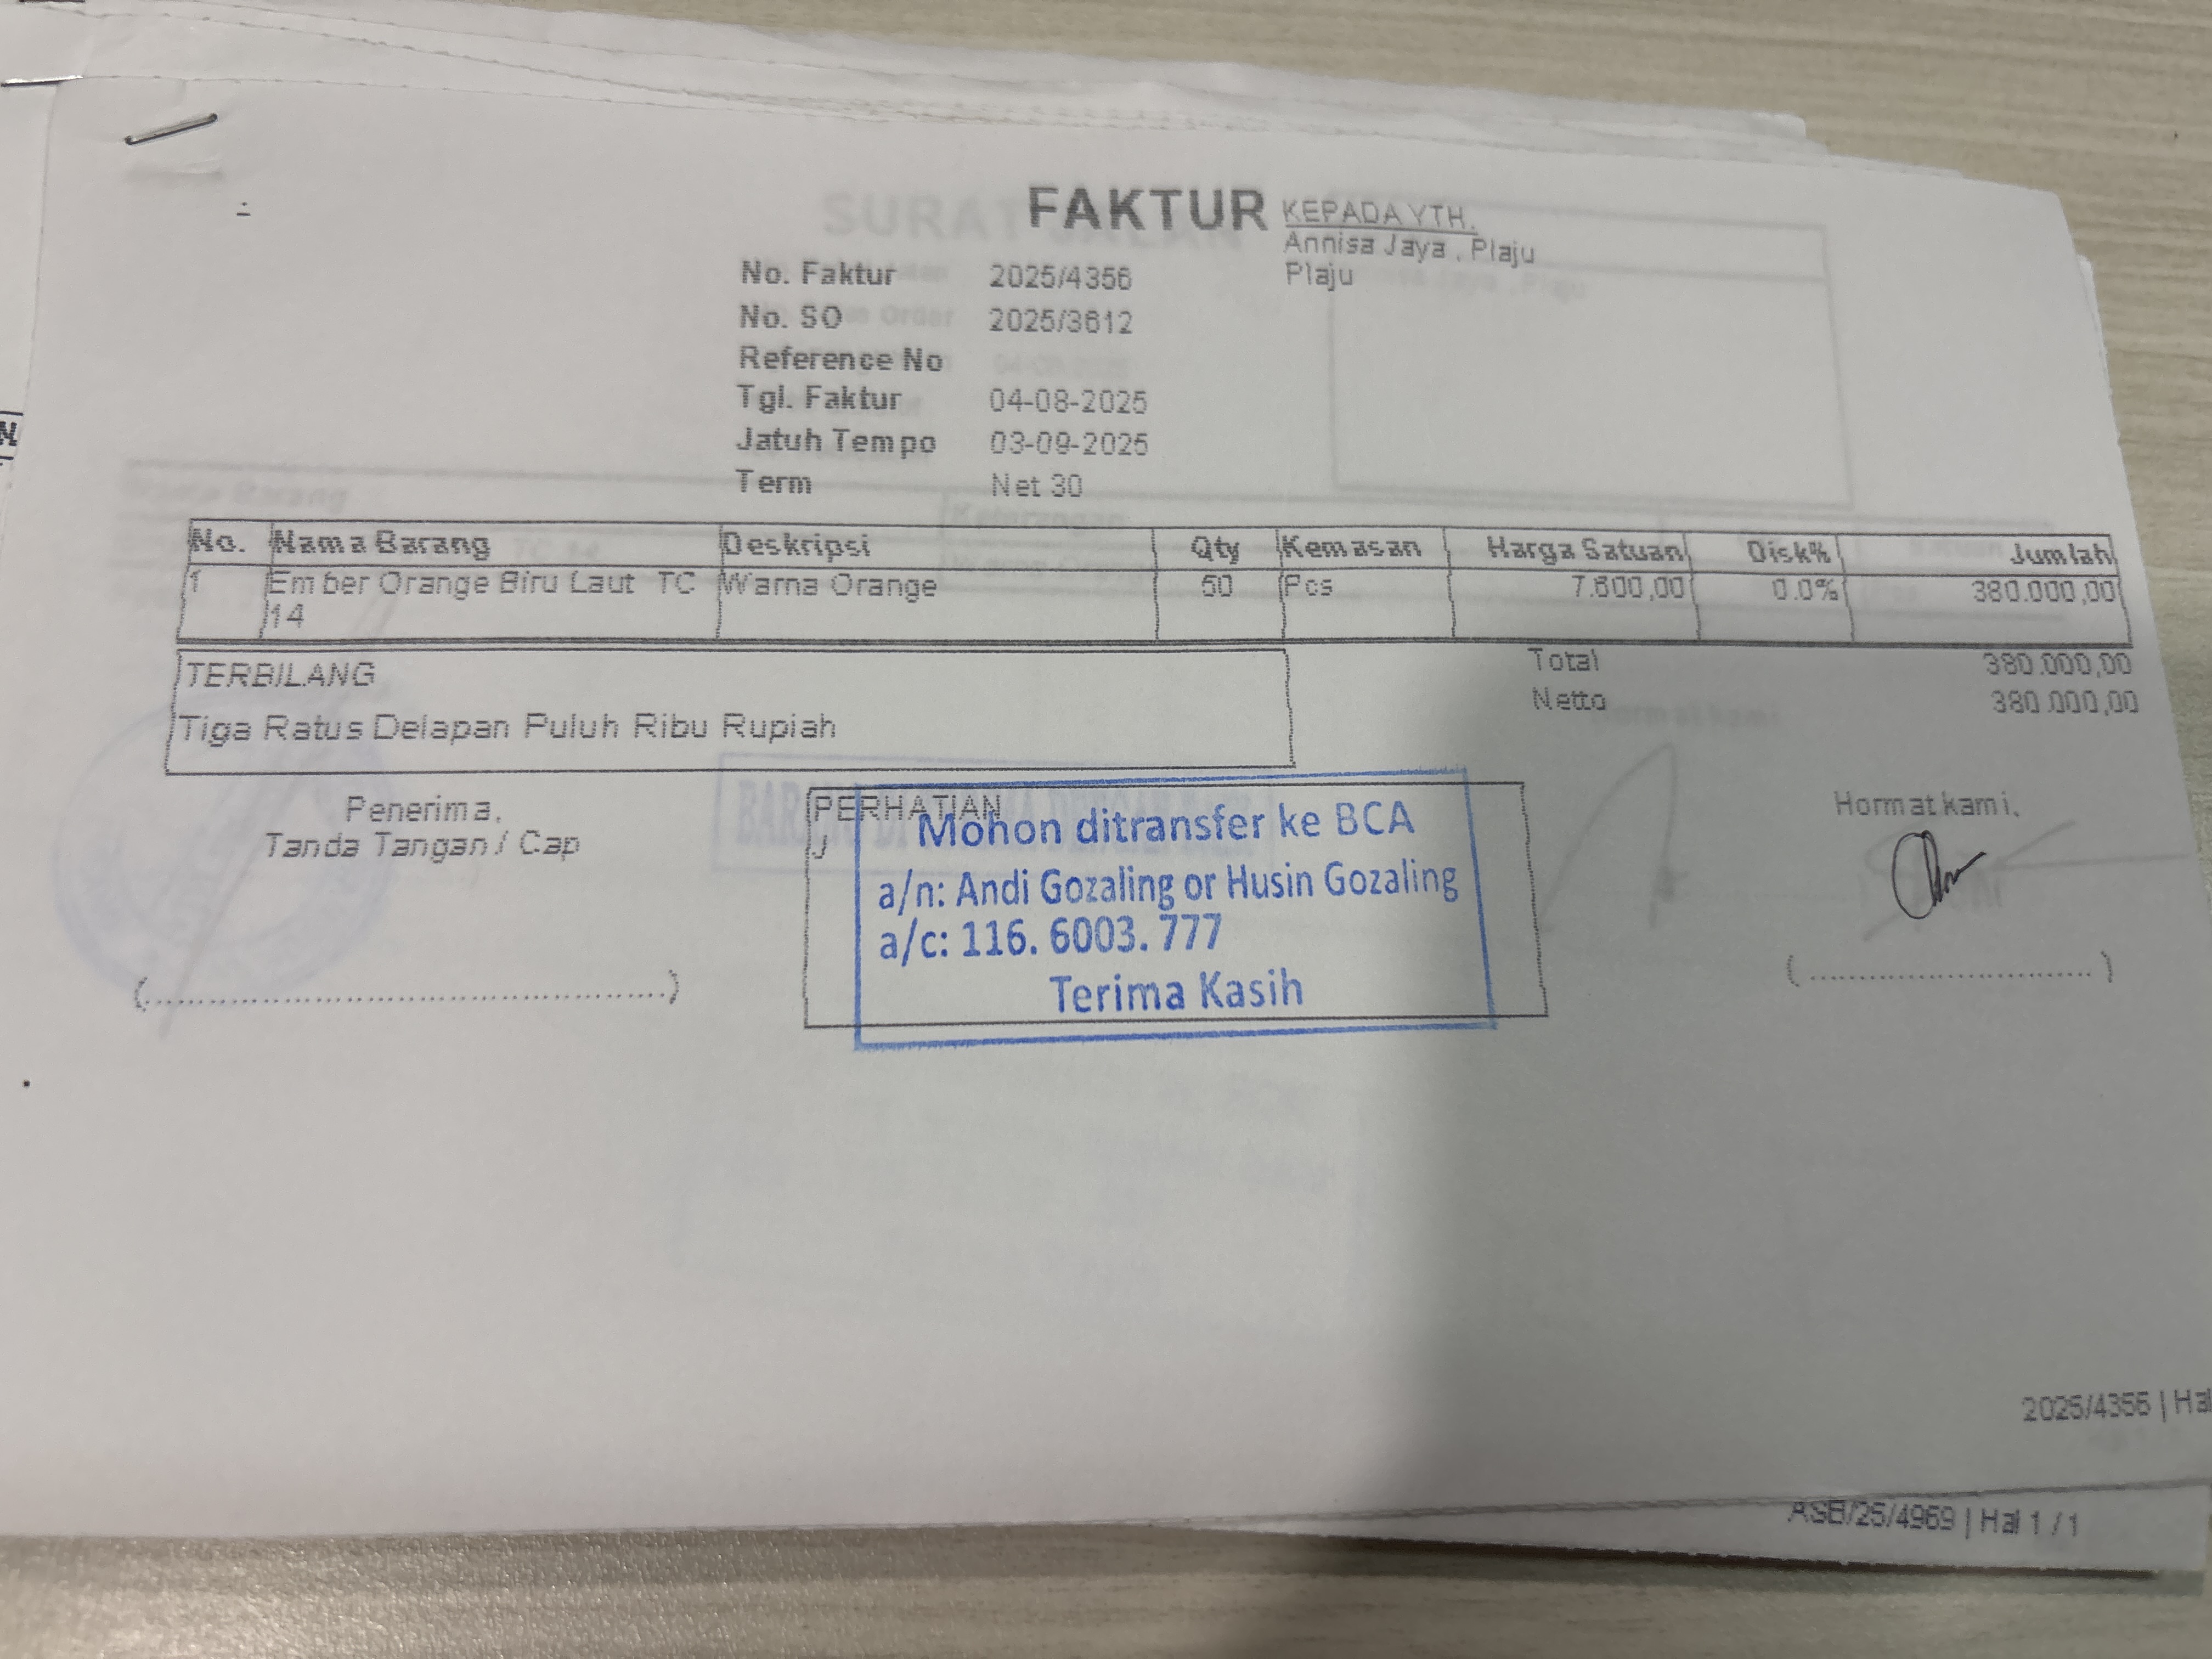 FAKTUR
KEPADA YTH.
Annisa Jaya , Plaju
Plaju
No. Faktur 2025/4356
No. SO 2025/3612
Reference No
Tgl. Faktur 04-08-2025
Jatuh Tempo 03-09-2025
Term Net 30
No. Nama Barang Deskripsi Qty Kemasan Harga Satuan Disk% Jumlah
1 Ember Orange Biru Laut TC Warna Orange 50 Pcs 7.600,00 0.0% 380.000,00
14
TERBILANG
Tiga Ratus Delapan Puluh Ribu Rupiah
Total 380.000,00
Netto 380.000,00
Penerima,
Tanda Tangan / Cap
PERHATIAN
Mohon ditransfer ke BCA
a/n: Andi Gozaling or Husin Gozaling
a/c: 116. 6003. 777
Terima Kasih
Hormat kami,
2025/4356 | Hal
ASB/25/4969 | Hal 1 / 1